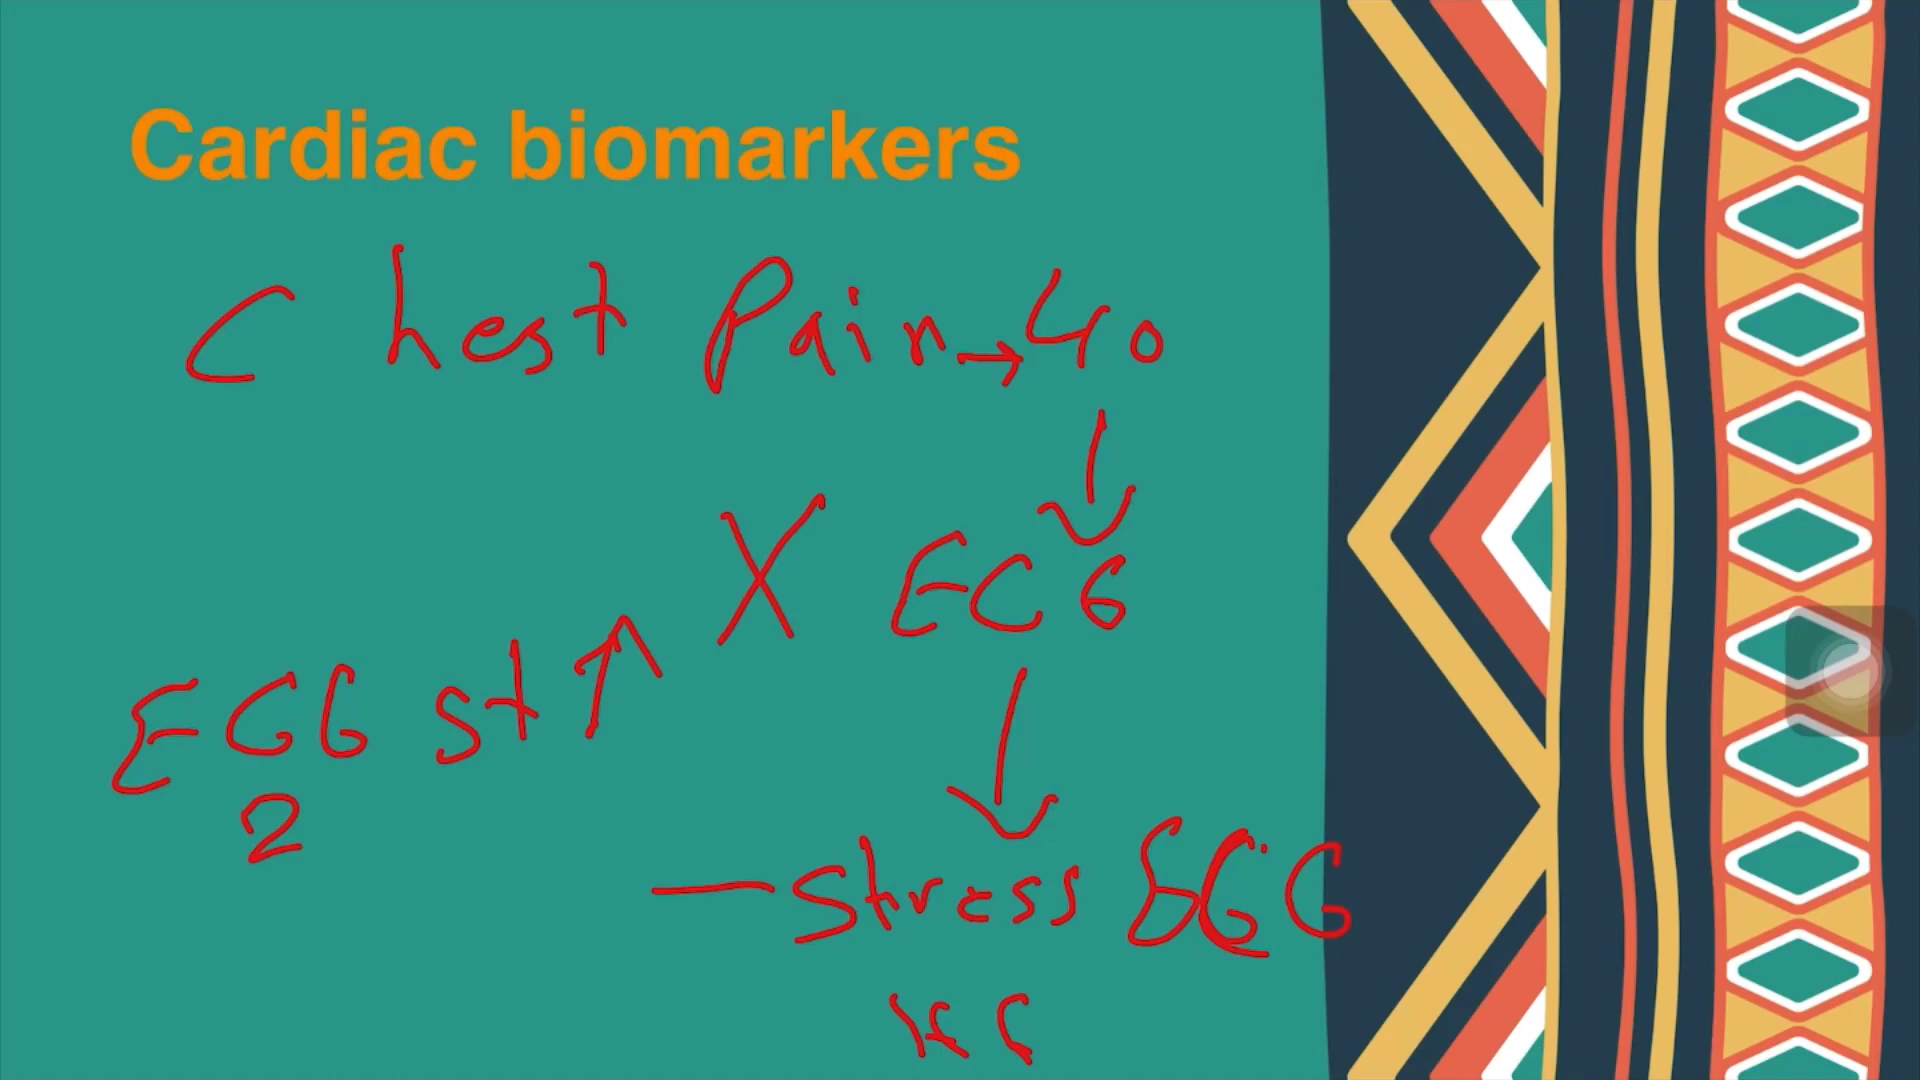 Cardiac biomarkers
Chest Pain → 40
↓
X ECG
ECG st ↑
2
↓
— Stress ECG